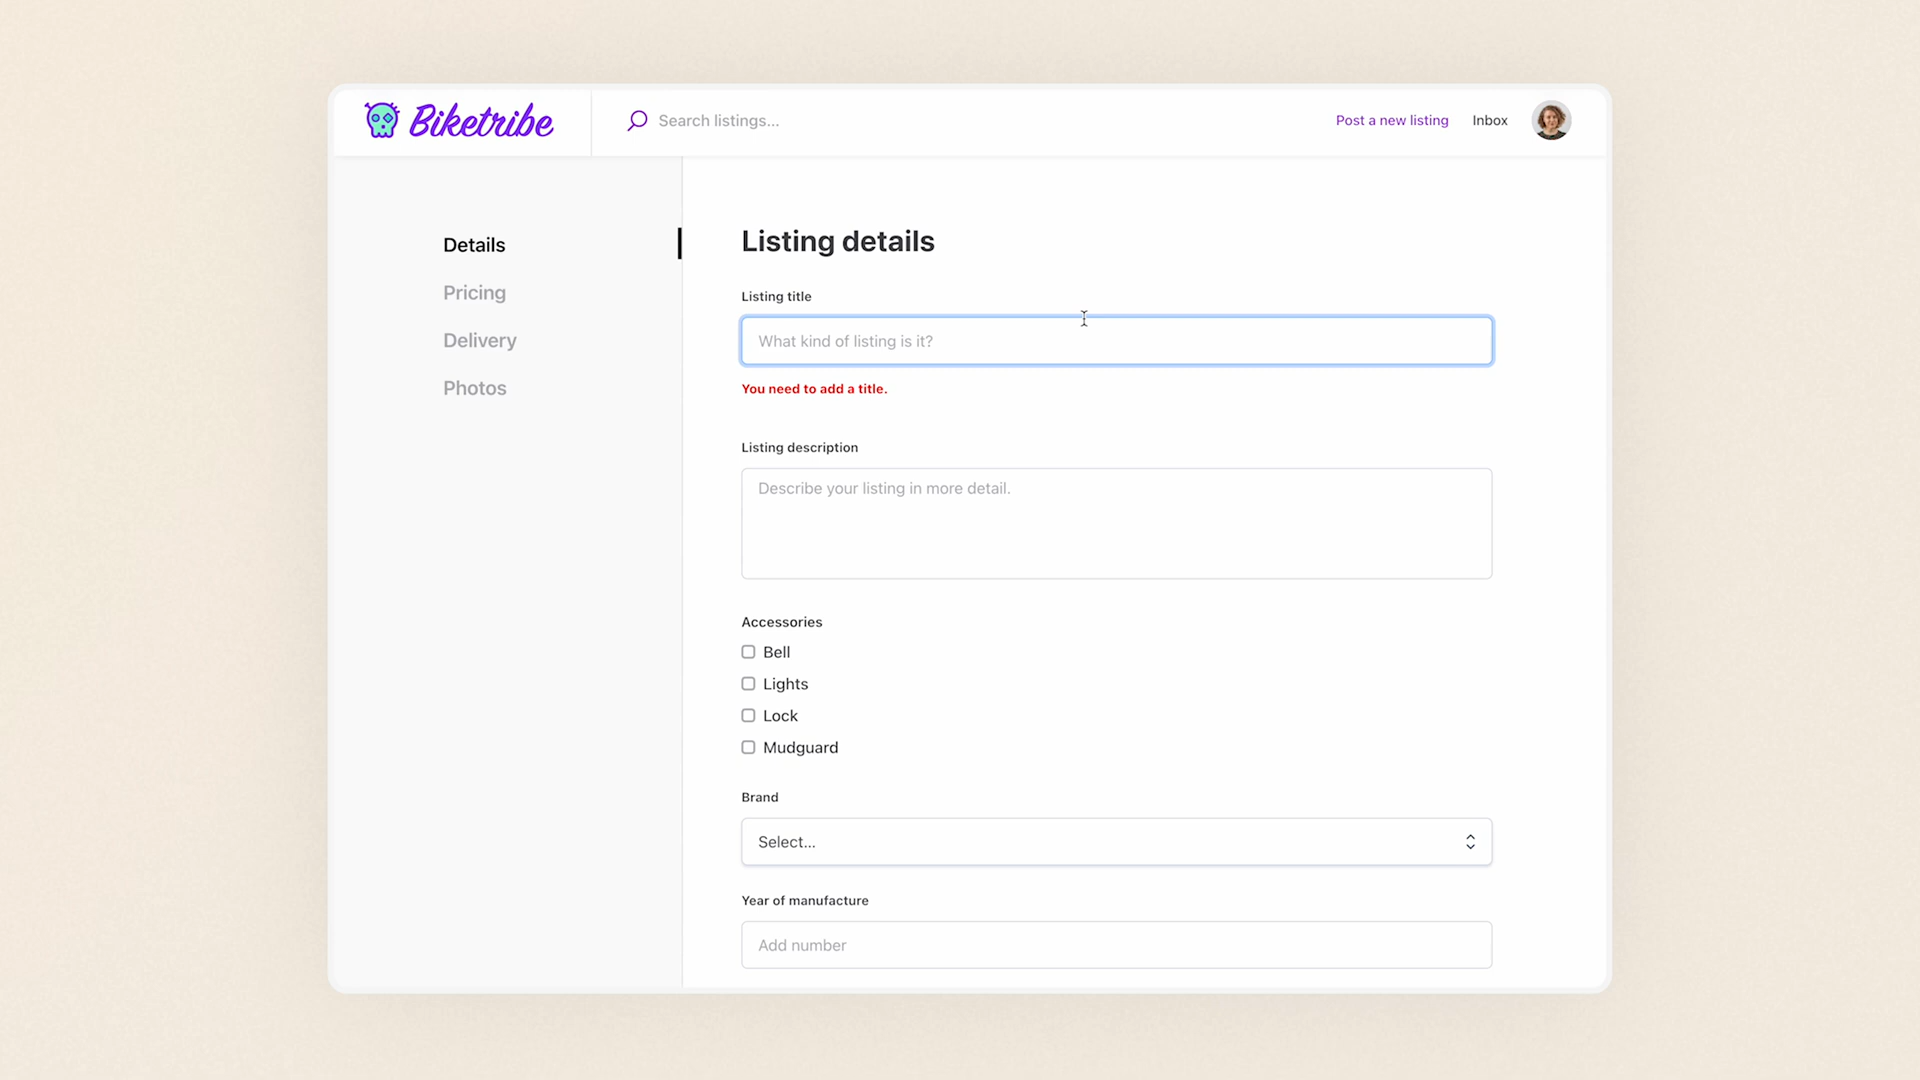 Biketribe
Search listings...
Post a new listing
Inbox
Details
Pricing
Delivery
Photos
Listing details
Listing title
What kind of listing is it?
You need to add a title.
Listing description
Describe your listing in more detail.
Accessories
Bell
Lights
Lock
Mudguard
Brand
Select...
Year of manufacture
Add number